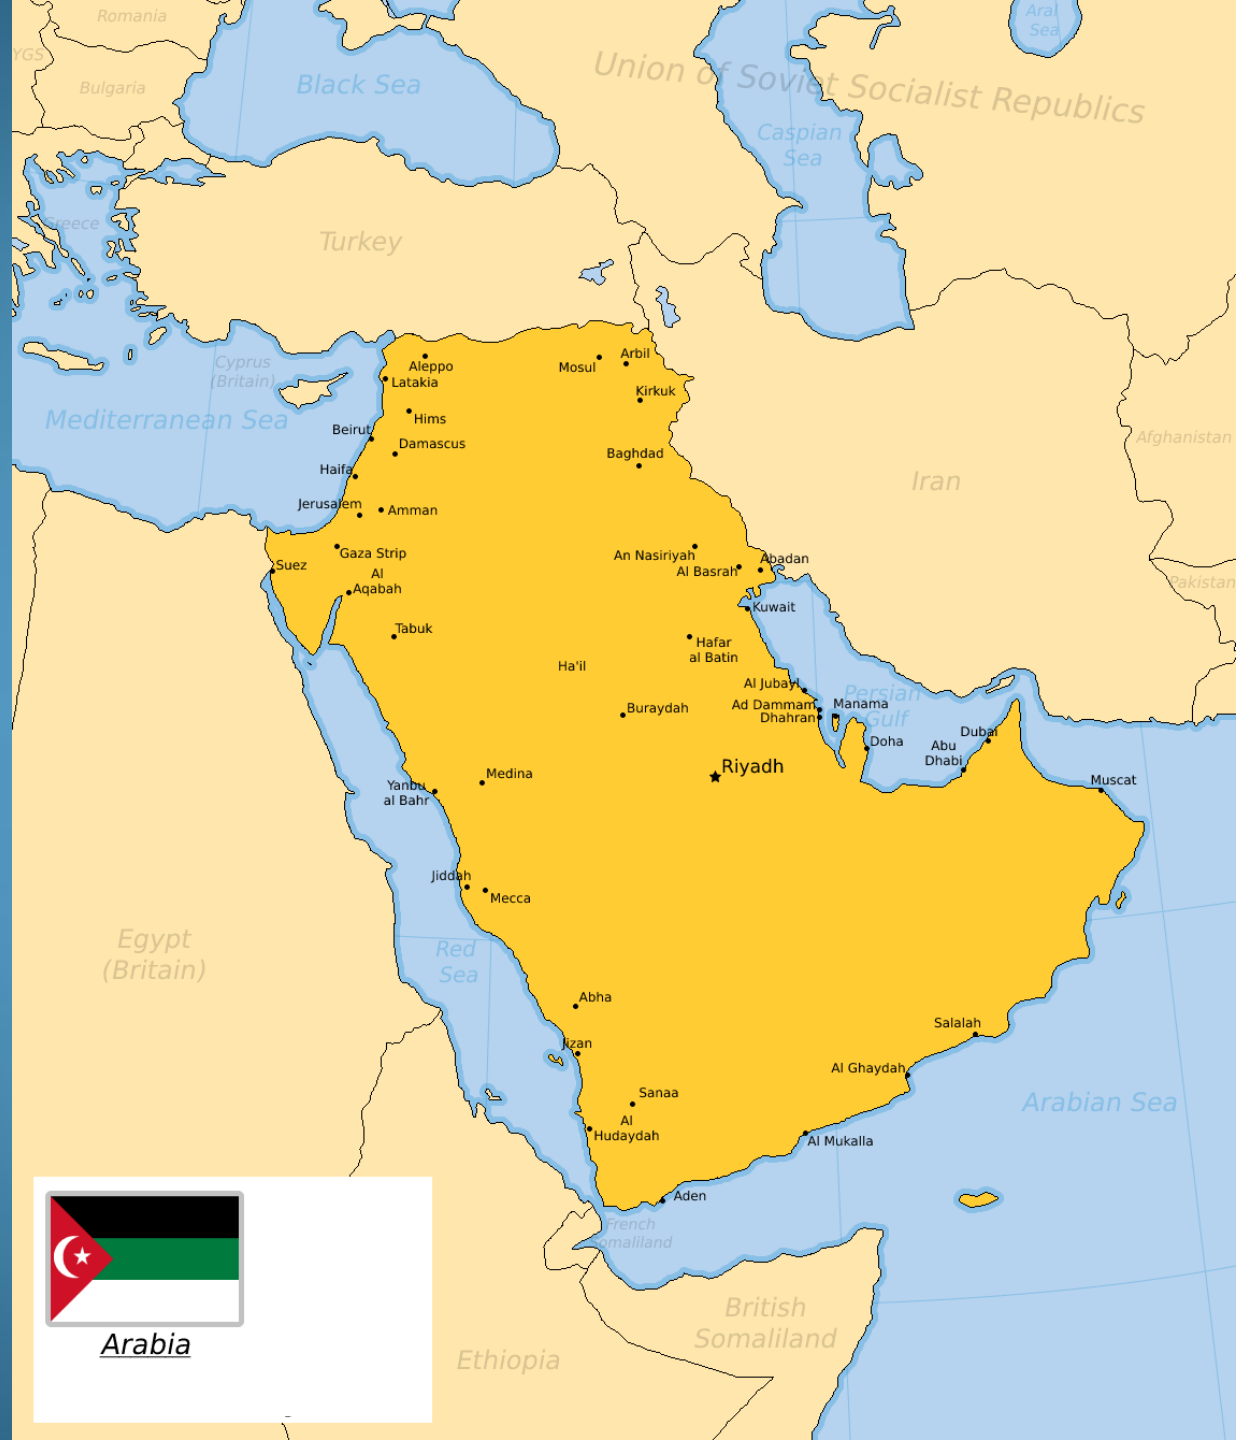 Romania
Aral
Sea
YGS
Bulgaria
Black Sea
Union of Soviet Socialist Republics
Caspian
Sea
Greece
Turkey
Cyprus
(Britain)
Mediterranean Sea
Aleppo
Latakia
Mosul
Arbil
Kirkuk
Hims
Beirut
Damascus
Baghdad
Haifa
Jerusalem
Amman
Iran
Afghanistan
Pakistan
Gaza Strip
Suez
Al
Aqabah
An Nasiriyah
Al Basrah
Abadan
Kuwait
Tabuk
Hafar
al Batin
Ha'il
Al Jubayl
Ad Dammam
Dhahran
Manama
Persian
Gulf
Buraydah
Doha
Abu
Dhabi
Dubai
Riyadh
Muscat
Medina
Yanbu
al Bahr
Jiddah
Mecca
Egypt
(Britain)
Red
Sea
Abha
Jizan
Salalah
Al Ghaydah
Arabian Sea
Sanaa
Al
Hudaydah
Al Mukalla
Aden
French
Somaliland
British
Somaliland
Ethiopia
Arabia